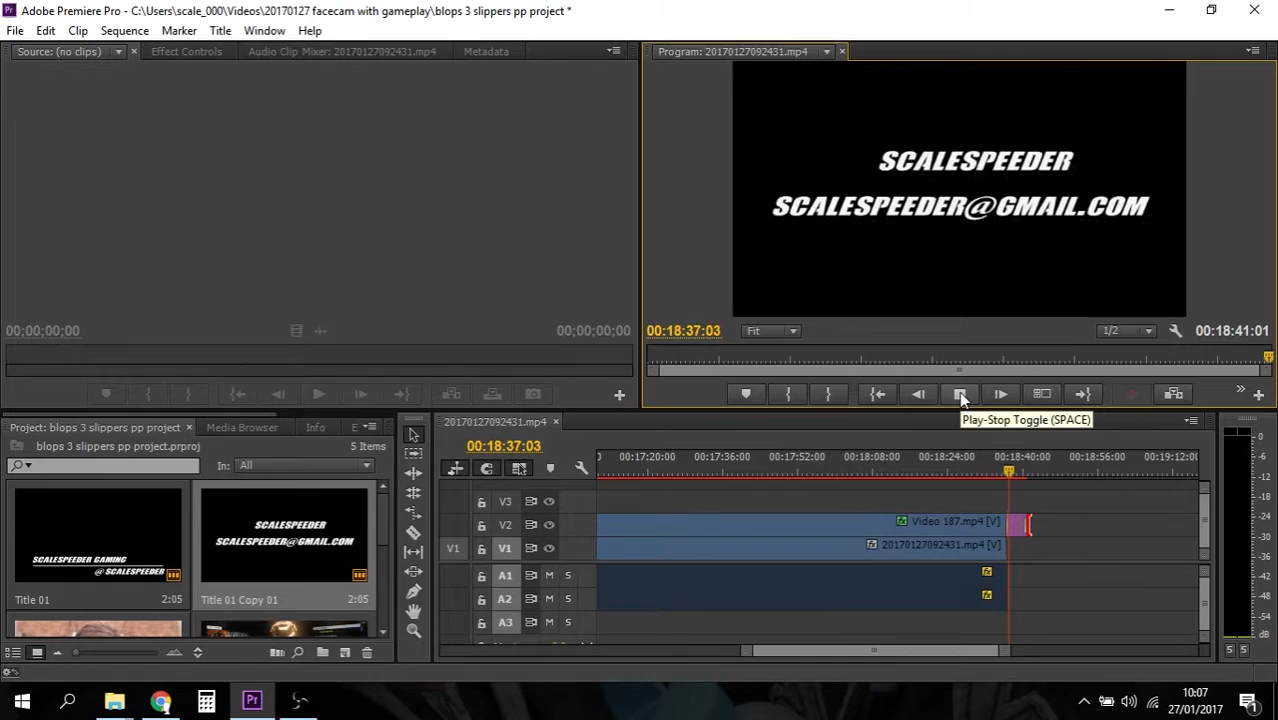 Adobe Premiere Pro - C:\Users\scale_000\Videos\20170127 facecam with gameplay\blops 3 slippers pp project *
File Edit Clip Sequence Marker Title Window Help
Source: (no clips) Effect Controls Audio Clip Mixer: 20170127092431.mp4 Metadata
Program: 20170127092431.mp4
SCALESPEEDER
SCALESPEEDER@GMAIL.COM
00;00;00;00 00;00;00;00
00:18:37:03 Fit 1/2 00:18:41:01
Play-Stop Toggle (SPACE)
Project: blops 3 slippers pp project Media Browser Info E
blops 3 slippers pp project.prproj 5 Items
In: All
SCALESPEEDER GAMING
@SCALESPEEDER
Title 01 2:05
SCALESPEEDER
SCALESPEEDER@GMAIL.COM
Title 01 Copy 01 2:05
20170127092431.mp4
00:18:37:03
00:17:20:00 00:17:36:00 00:17:52:00 00:18:08:00 00:18:24:00 00:18:40:00 00:18:56:00 00:19:12:00
V3
V2 Video 187.mp4 [V]
V1 V1 20170127092431.mp4 [V]
A1 M S
A2 M S
A3 M S
0
-6
-12
-18
-24
-30
-36
-42
-48
-54
dB
S S
Pr
10:07
27/01/2017
1